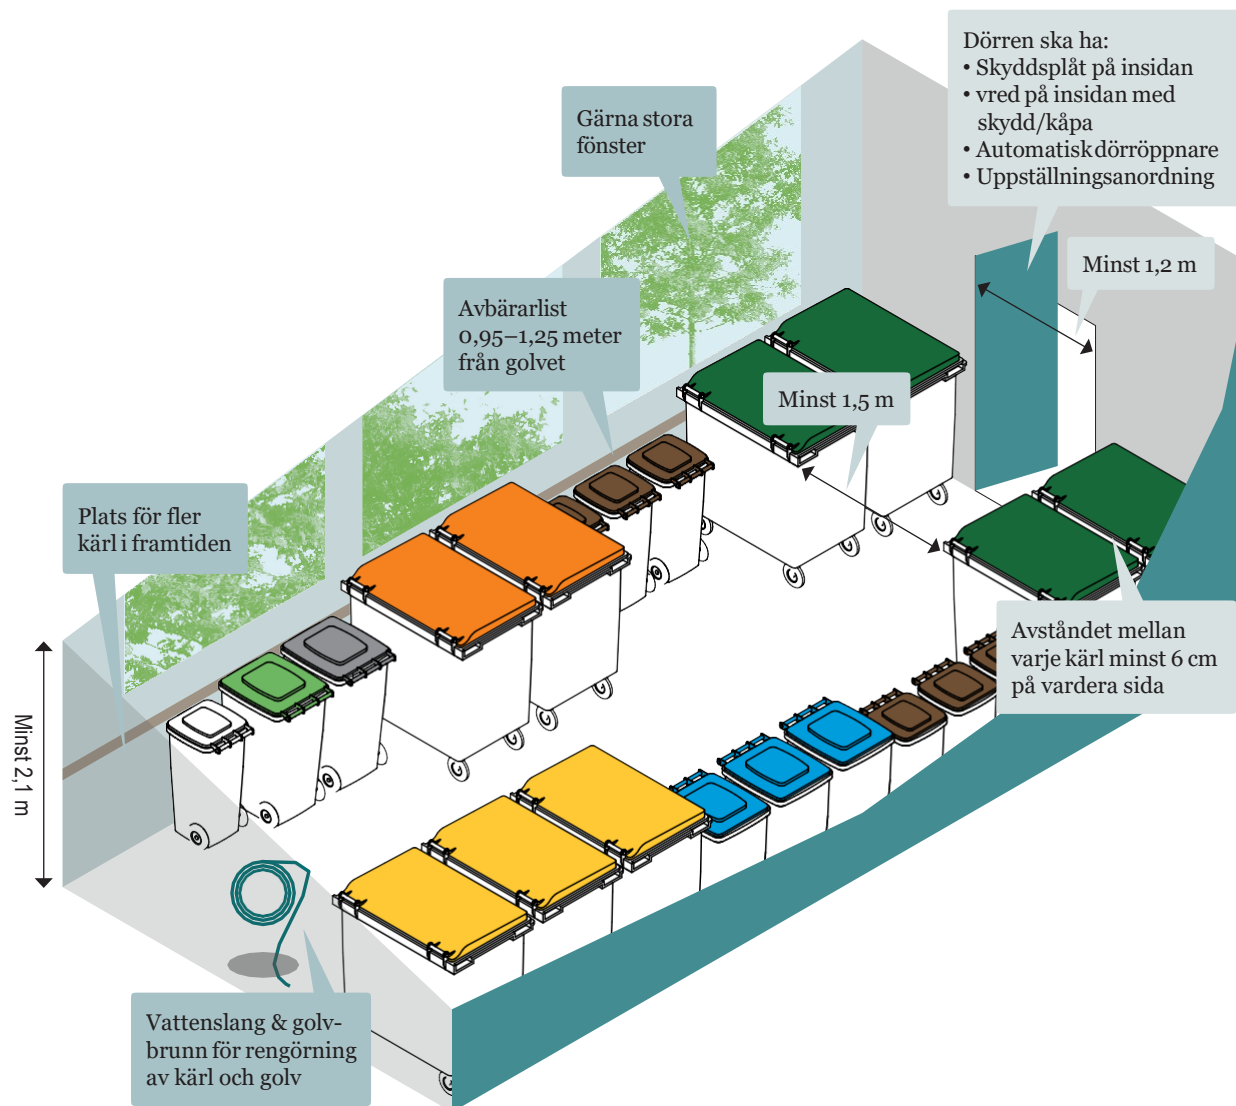 Dörren ska ha:
• Skyddsplåt på insidan
• vred på insidan med
skydd/kåpa
• Automatisk dörröppnare
• Uppställningsanordning
Gärna stora
fönster
Minst 1,2 m
Avbärarlist
0,95–1,25 meter
från golvet
Minst 1,5 m
Plats för fler
kärl i framtiden
Avståndet mellan
varje kärl minst 6 cm
på vardera sida
Minst 2,1 m
Vattenslang & golv-
brunn för rengörning
av kärl och golv